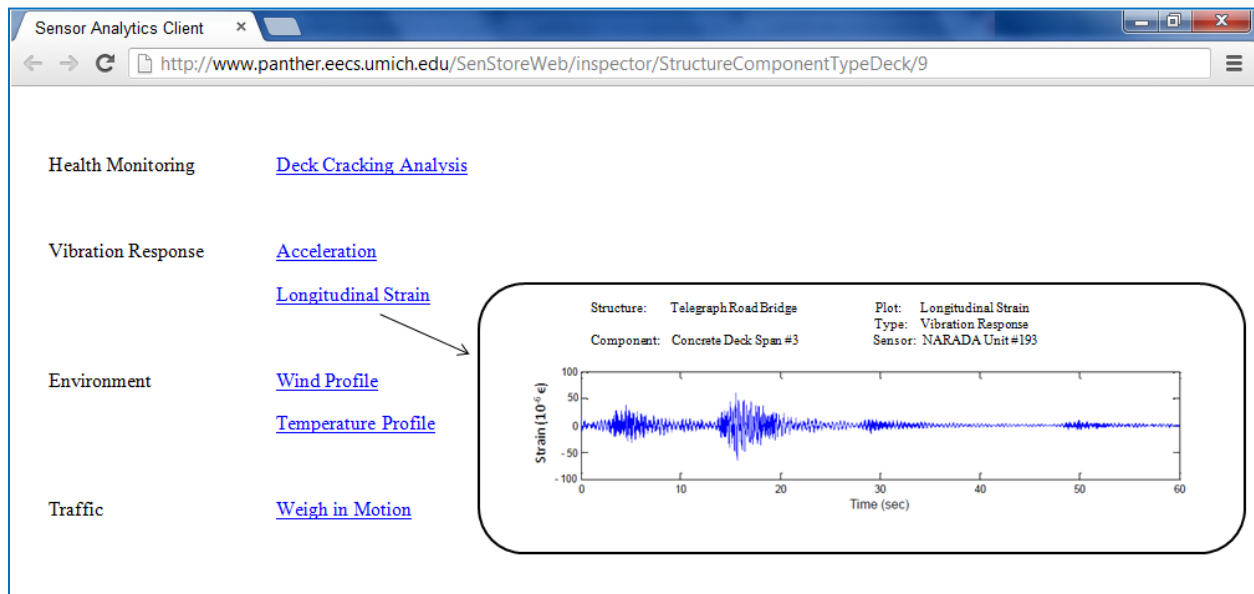 Sensor Analytics Client ×
http://www.panther.eecs.umich.edu/SenStoreWeb/inspector/StructureComponentTypeDeck/9
Health Monitoring Deck Cracking Analysis
Vibration Response Acceleration
Longitudinal Strain
Structure: Telegraph Road Bridge Plot: Longitudinal Strain
Type: Vibration Response
Component: Concrete Deck Span #3 Sensor: NARADA Unit #193
Environment Wind Profile
Temperature Profile
Traffic Weigh in Motion
Strain (10⁻⁶ ϵ)
100
50
0
-50
-100
0 10 20 30 40 50 60
Time (sec)